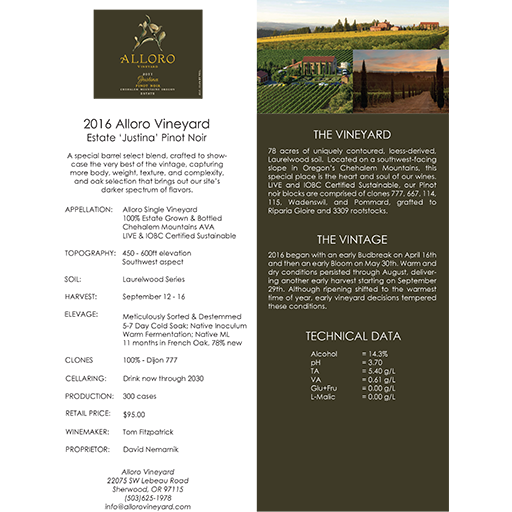 ALLORO
VINEYARD
Justina
PINOT NOIR
CHEHALEM MOUNTAINS OREGON
ESTATE
2016 Alloro Vineyard
Estate ‘Justina’ Pinot Noir
A special barrel select blend, crafted to show-
case the very best of the vintage, capturing
more body, weight, texture, and complexity,
and oak selection that brings out our site’s
darker spectrum of flavors.
APPELLATION: Alloro Single Vineyard
100% Estate Grown & Bottled
Chehalem Mountains AVA
LIVE & IOBC Certified Sustainable
TOPOGRAPHY: 450 - 600ft elevation
Southwest aspect
SOIL: Laurelwood Series
HARVEST: September 12 - 16
ELEVAGE: Meticulously Sorted & Destemmed
5-7 Day Cold Soak; Native Inoculum
Warm Fermentation; Native ML
11 months in French Oak, 78% new
CLONES 100% - Dijon 777
CELLARING: Drink now through 2030
PRODUCTION: 300 cases
RETAIL PRICE: $95.00
WINEMAKER: Tom Fitzpatrick
PROPRIETOR: David Nemarnik
Alloro Vineyard
22075 SW Lebeau Road
Sherwood, OR 97115
(503)625-1978
info@allorovineyard.com
THE VINEYARD
78 acres of uniquely contoured, loess-derived,
Laurelwood soil. Located on a southwest-facing
slope in Oregon’s Chehalem Mountains, this
special place is the heart and soul of our wines.
LIVE and IOBC Certified Sustainable, our Pinot
noir blocks are comprised of clones 777, 667, 114,
115, Wadenswil, and Pommard, grafted to
Riparia Gloire and 3309 rootstocks.
THE VINTAGE
2016 began with an early Budbreak on April 16th
and then an early Bloom on May 30th. Warm and
dry conditions persisted through August, deliver-
ing another early harvest starting on September
29th. Although ripening shifted to the warmest
time of year, early vineyard decisions tempered
these conditions.
TECHNICAL DATA
Alcohol = 14.3%
pH = 3.70
TA = 5.40 g/L
VA = 0.61 g/L
Glu+Fru = 0.00 g/L
L-Malic = 0.00 g/L